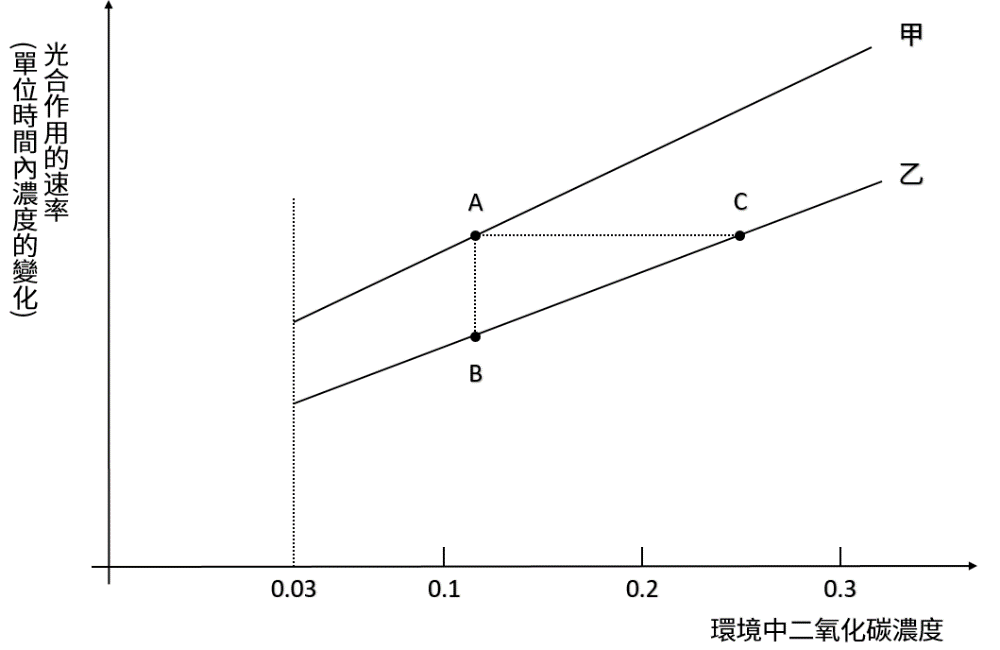 光合作用的速率
(單位時間內濃度的變化)
甲
乙
A
C
B
0.03
0.1
0.2
0.3
環境中二氧化碳濃度